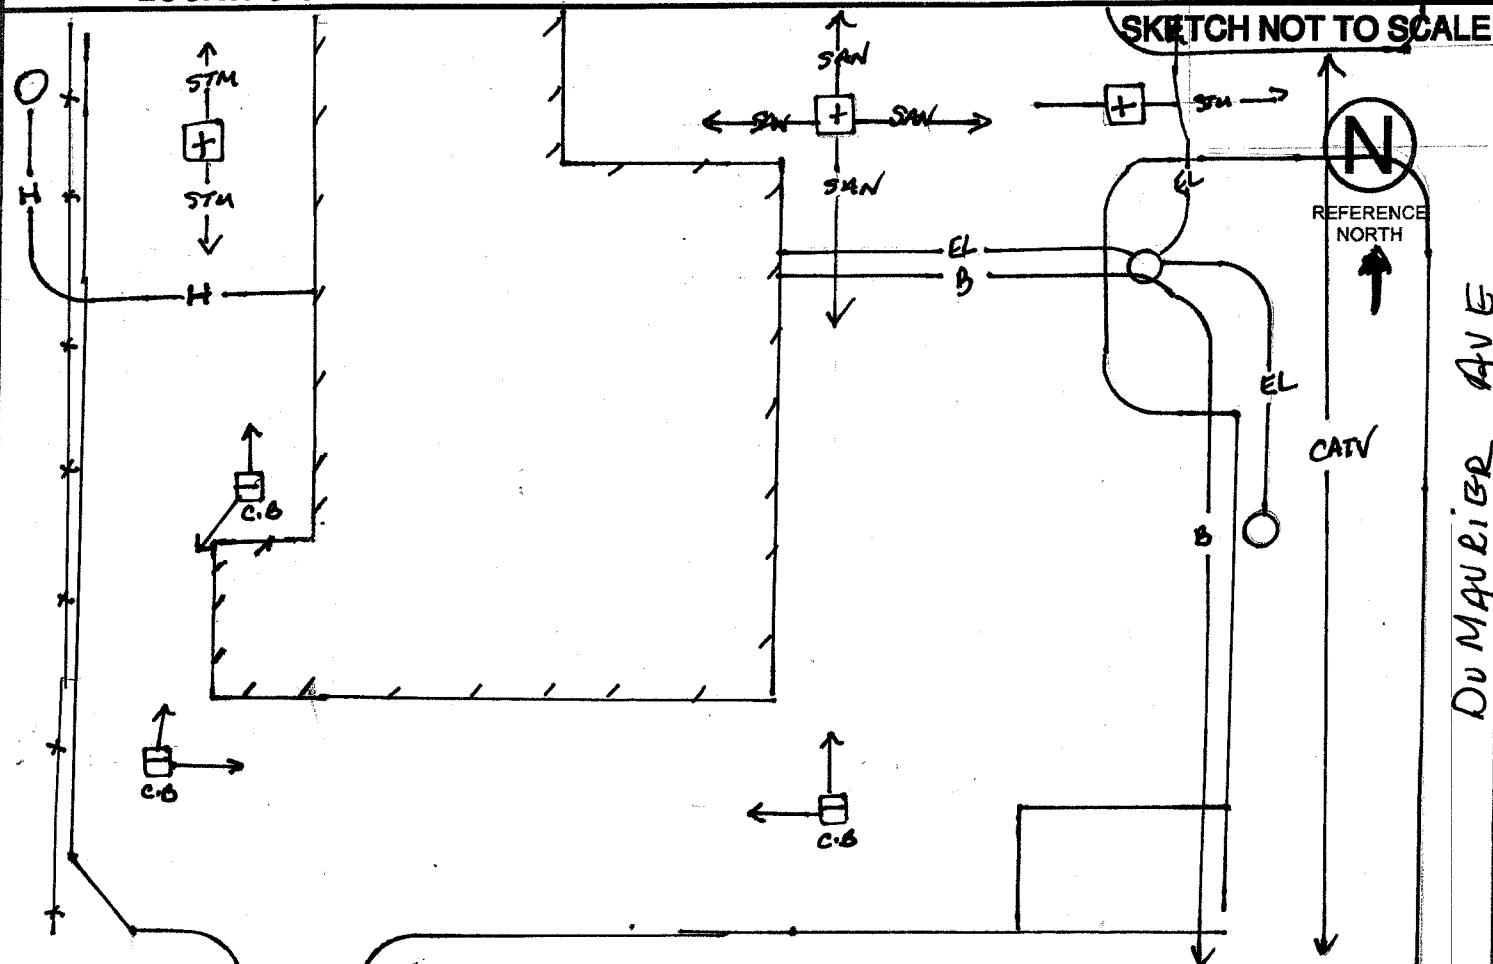 SKETCH NOT TO SCALE
SAN
STM
STM
SAN
SAN
N
EL
SAN
H
STM
REFERENCE
NORTH
EL
B
H
EL
CATV
C.B
B
DU MAURIER AVE
C.B
C.B